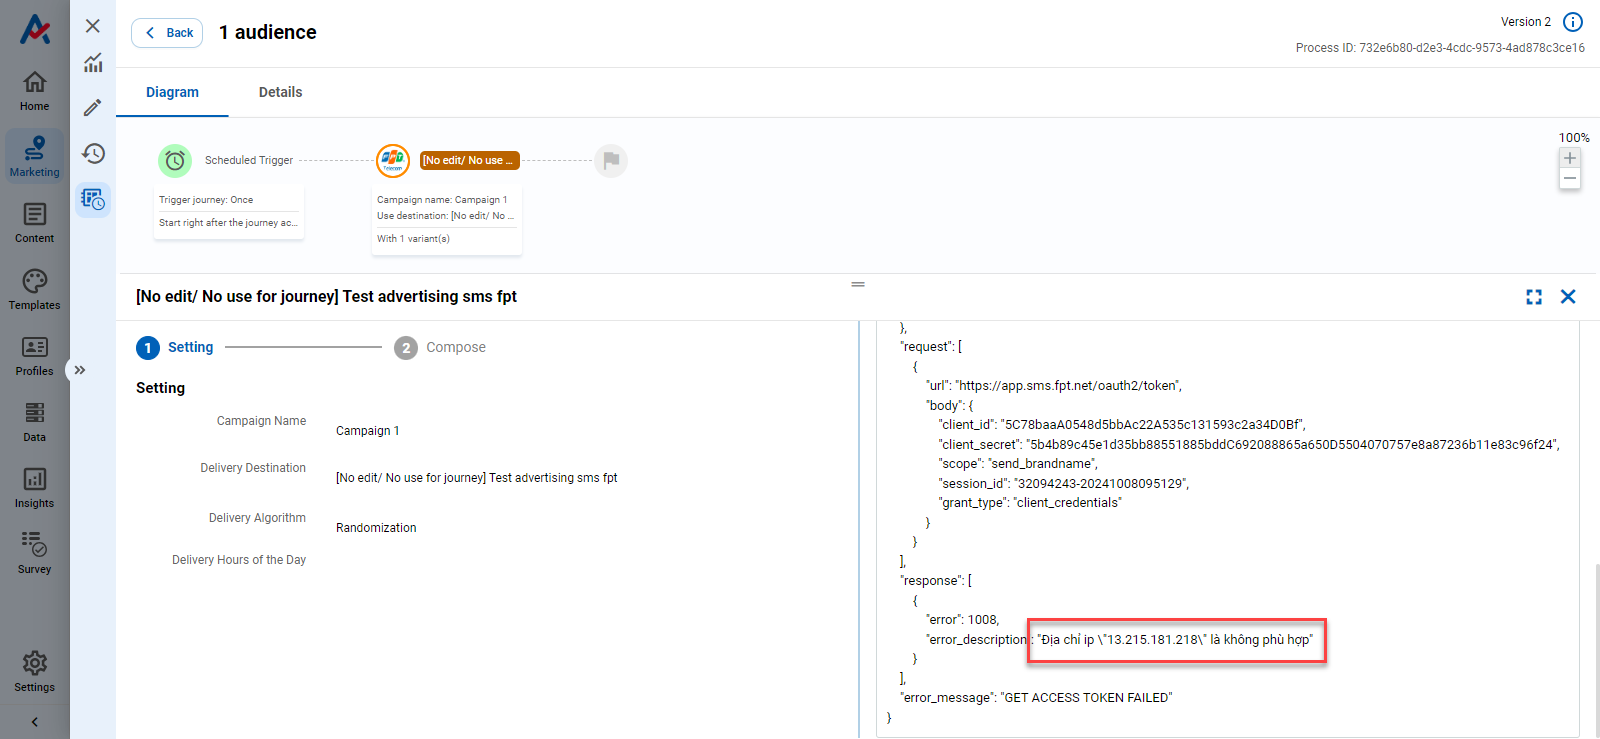 Back
1 audience
Version 2
Process ID: 732e6b80-d2e3-4cdc-9573-4ad878c3ce16
Home
Marketing
Content
Templates
Profiles
Data
Insights
Survey
Settings
Diagram
Details
100%
Scheduled Trigger
FPT
Telecom
[No edit/ No use ...
Trigger journey: Once
Start right after the journey ac...
Campaign name: Campaign 1
Use destination: [No edit/ No ...
With 1 variant(s)
[No edit/ No use for journey] Test advertising sms fpt
1 Setting
2 Compose
Setting
Campaign Name
Campaign 1
Delivery Destination
[No edit/ No use for journey] Test advertising sms fpt
Delivery Algorithm
Randomization
Delivery Hours of the Day
},
"request": [
{
"url": "https://app.sms.fpt.net/oauth2/token",
"body": {
"client_id": "5C78baaA0548d5bbAc22A535c131593c2a34D0Bf",
"client_secret": "5b4b89c45e1d35bb88551885bddC692088865a650D5504070757e8a87236b11e83c96f24",
"scope": "send_brandname",
"session_id": "32094243-20241008095129",
"grant_type": "client_credentials"
}
}
],
"response": [
{
"error": 1008,
"error_description": "Địa chỉ ip \"13.215.181.218\" là không phù hợp"
}
],
"error_message": "GET ACCESS TOKEN FAILED"
}